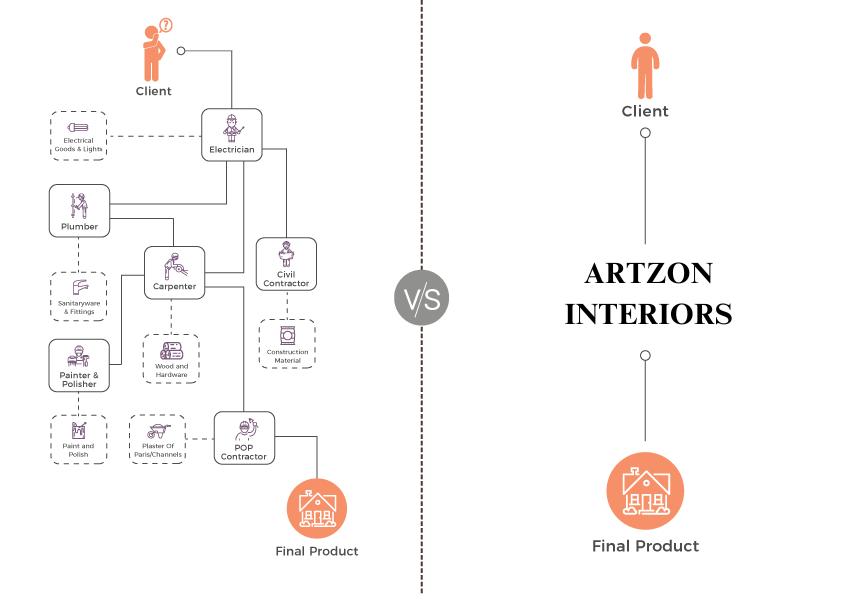 ?
Client
Electrical
Goods & Lights
Electrician
Plumber
Carpenter
Civil
Contractor
Sanitaryware
& Fittings
Construction
Material
Painter &
Polisher
Wood and
Hardware
Paint and
Polish
Plaster Of
Paris/Channels
POP
Contractor
Final Product
V/S
Client
ARTZON
INTERIORS
Final Product